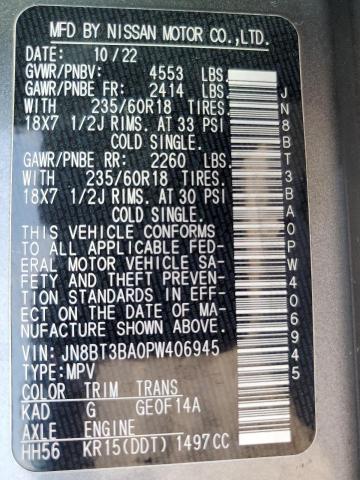 MFD BY NISSAN MOTOR CO.,LTD.
DATE: 10/22
GVWR/PNBV: 4553 LBS.
GAWR/PNBE FR: 2414 LBS.
WITH 235/60R18 TIRES.
18X7 1/2J RIMS. AT 33 PSI
COLD SINGLE.
GAWR/PNBE RR: 2260 LBS.
WITH 235/60R18 TIRES.
18X7 1/2J RIMS. AT 30 PSI
COLD SINGLE.
THIS VEHICLE CONFORMS
TO ALL APPLICABLE FED-
ERAL MOTOR VEHICLE SA-
FETY AND THEFT PREVEN-
TION STANDARDS IN EFF-
ECT ON THE DATE OF MA-
NUFACTURE SHOWN ABOVE.
VIN: JN8BT3BA0PW406945
TYPE:MPV
COLOR TRIM TRANS
KAD G GE0F14A
AXLE ENGINE
HH56 KR15(DDT) 1497CC
JN8BT3BA0PW406945